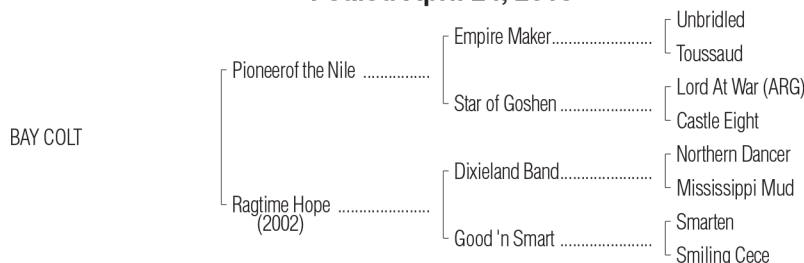 Unbridled
Empire Maker
Toussaud
Pioneerof the Nile
Lord At War (ARG)
Star of Goshen
Castle Eight
BAY COLT
Northern Dancer
Dixieland Band
Mississippi Mud
Ragtime Hope
(2002)
Smarten
Good 'n Smart
Smiling Cece